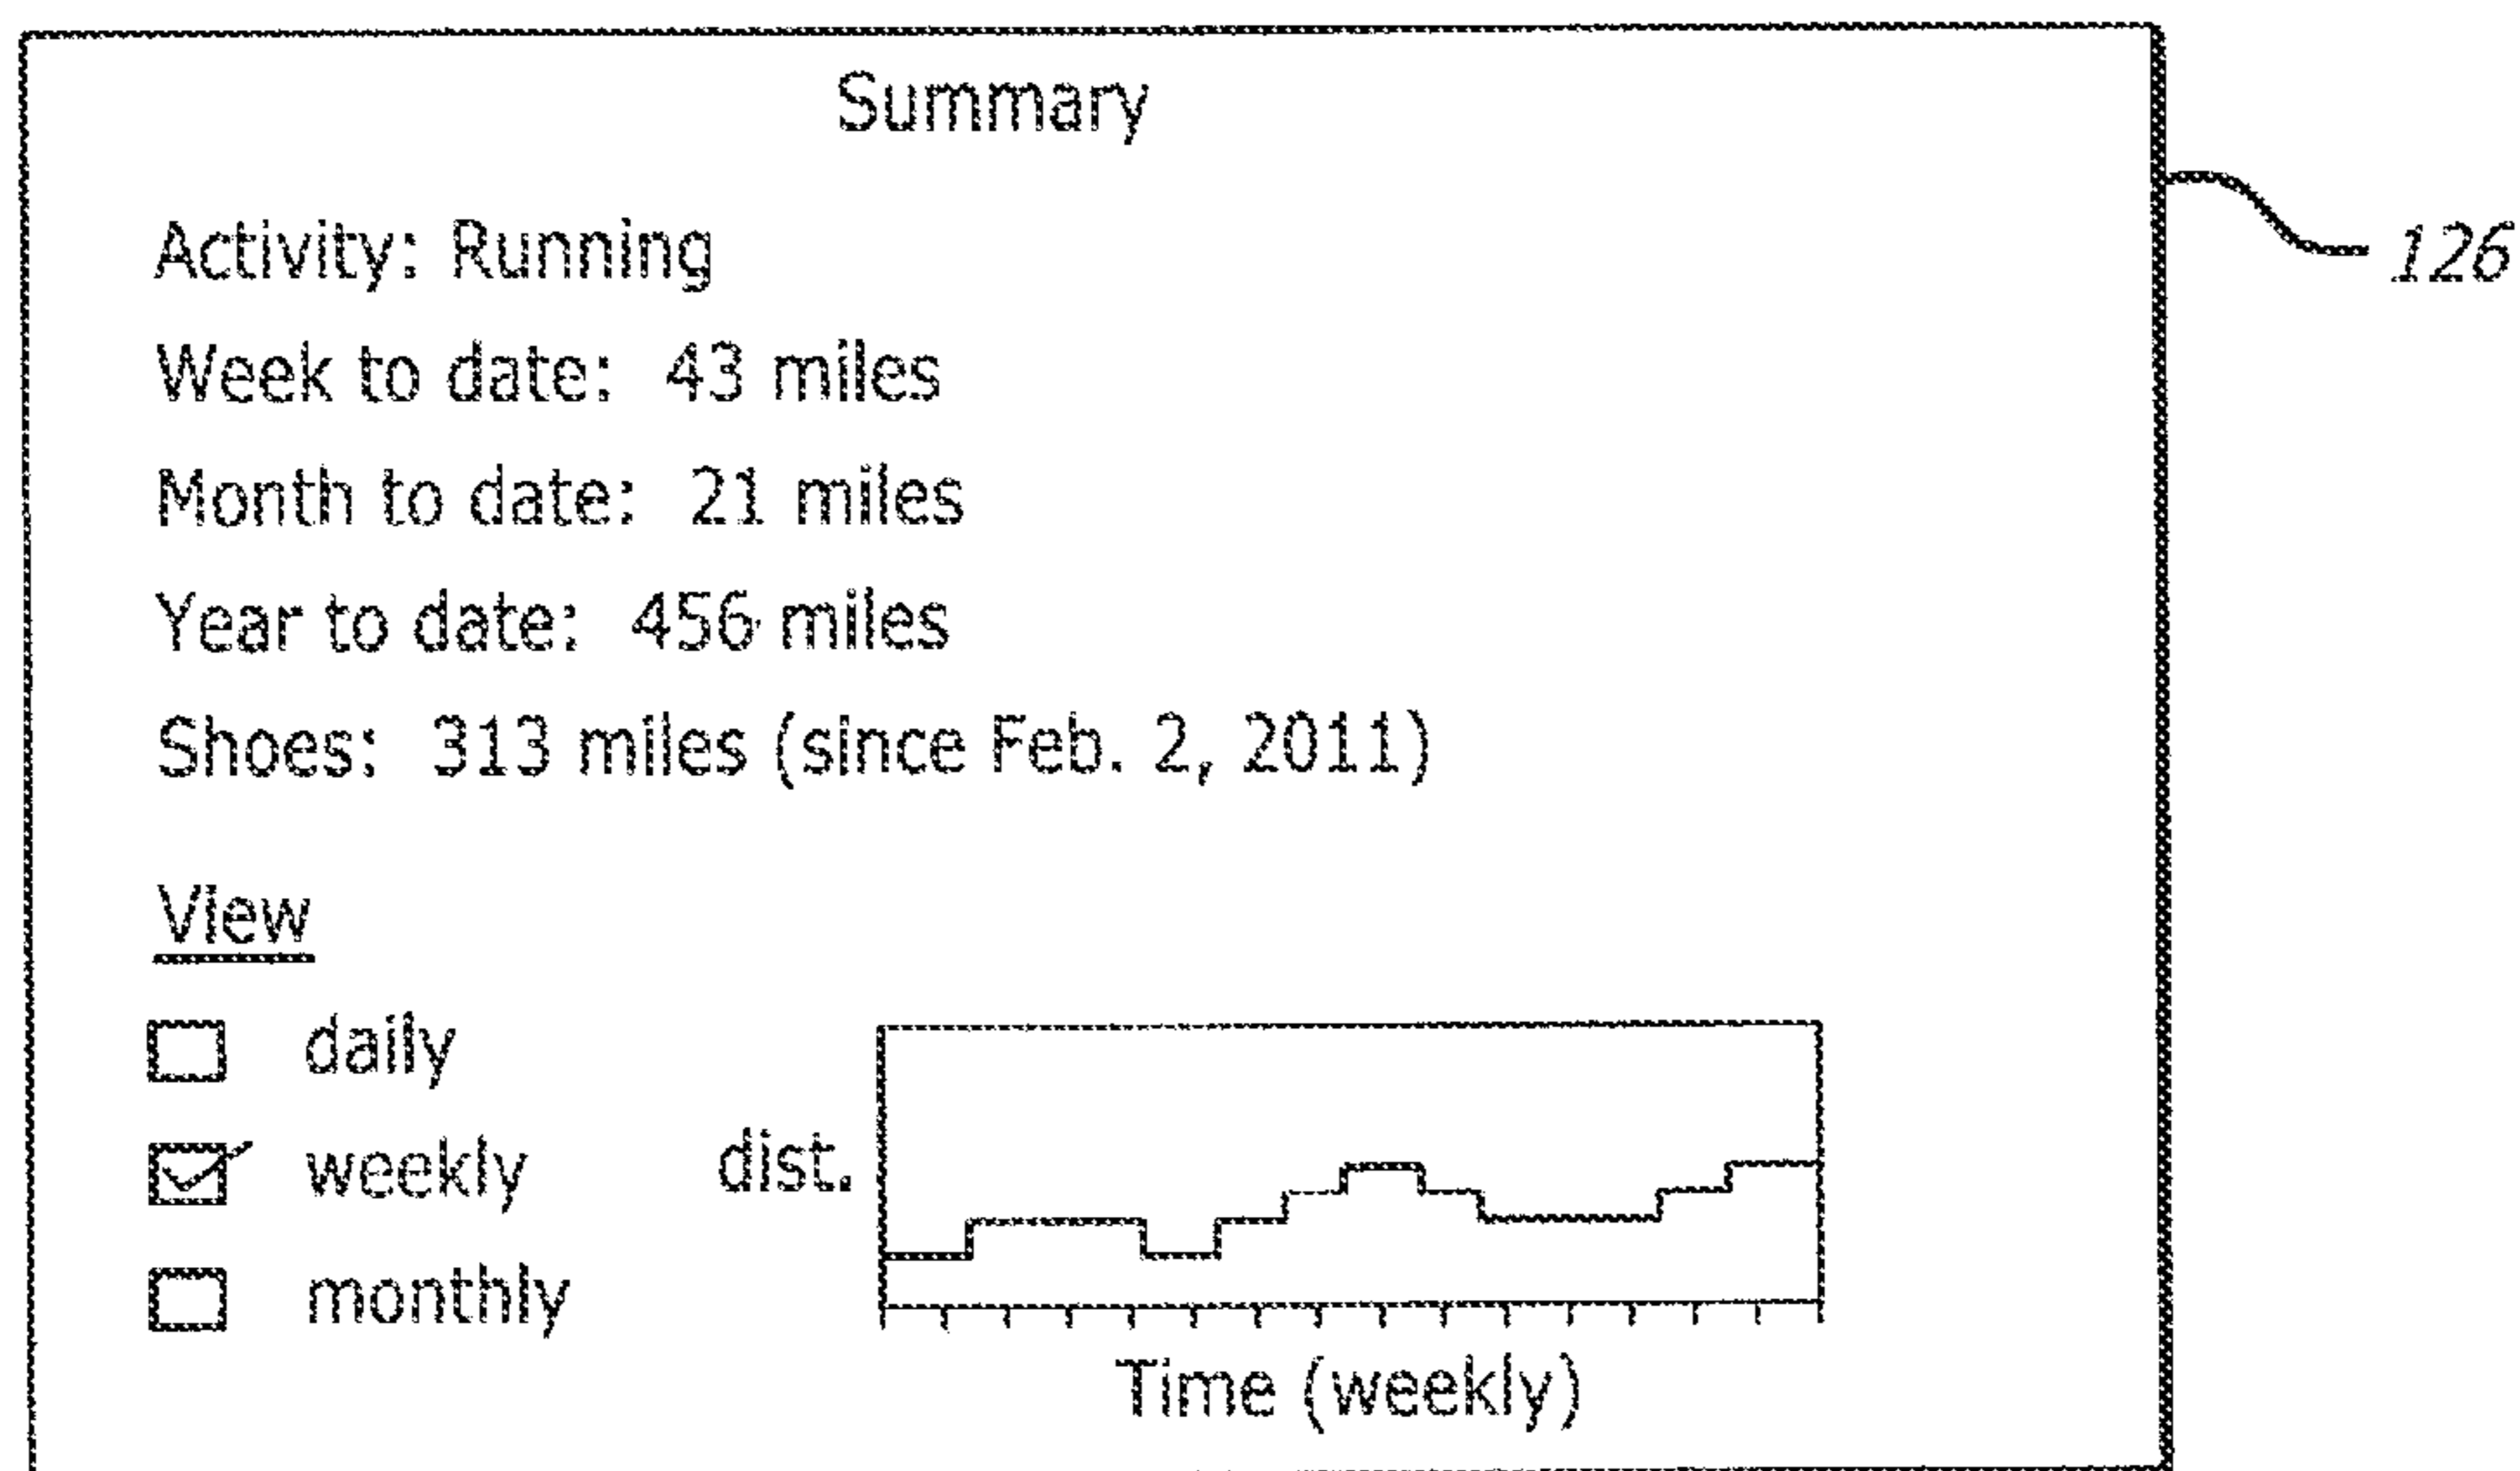 Summary
126
Activity: Running
Week to date: 43 miles
Month to date: 21 miles
Year to date: 456 miles
Shoes: 313 miles (since Feb. 2, 2011)
View
daily
weekly
monthly
dist.
Time (weekly)